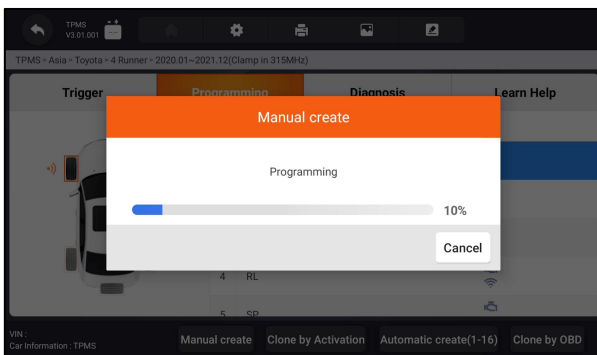 TPMS
V3.01.001
TPMS > Asia > Toyota > 4 Runner > 2020.01~2021.12(Clamp in 315MHz)
Trigger Programming Diagnosis Learn Help
Manual create
Programming
10%
Cancel
4 RL
5 SP
VIN :
Car Information : TPMS
Manual create Clone by Activation Automatic create(1-16) Clone by OBD